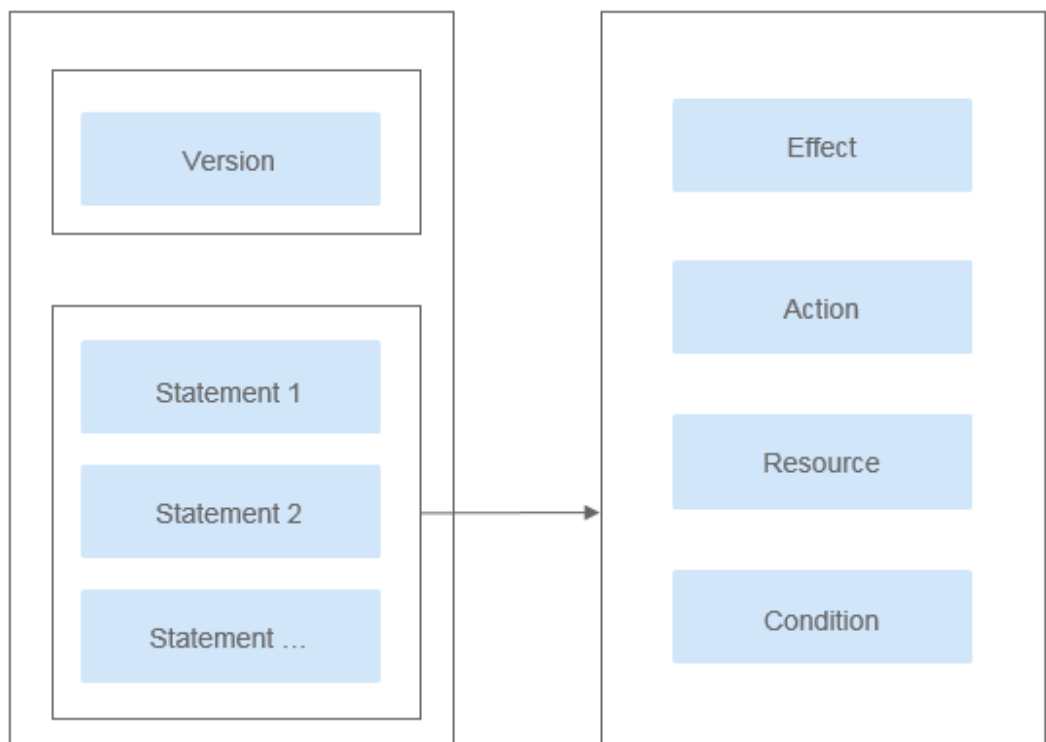 Version
Statement 1
Statement 2
Statement ...
Effect
Action
Resource
Condition